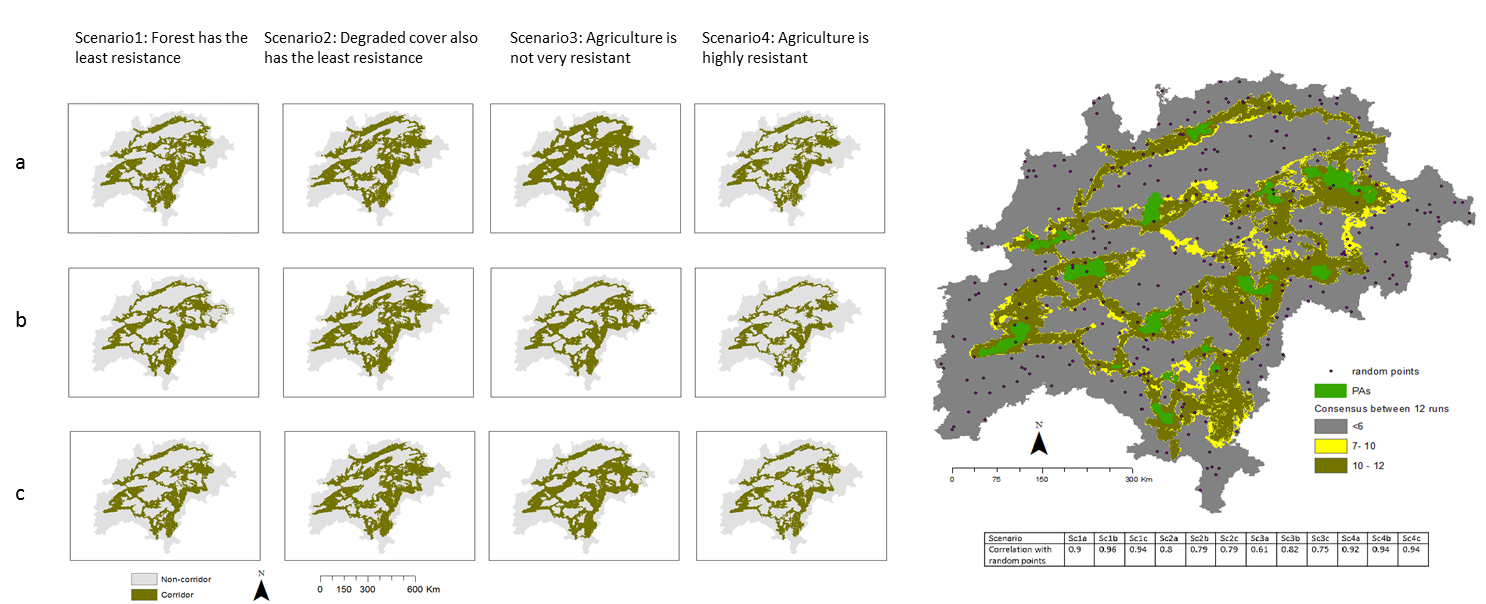 Scenario1: Forest has the
least resistance
Scenario2: Degraded cover also
has the least resistance
Scenario3: Agriculture is
not very resistant
Scenario4: Agriculture is
highly resistant
a
b
c
Non-corridor
Corridor
N
0 150 300 600 Km
random points
PAs
Consensus between 12 runs
<6
7- 10
10 - 12
N
0 75 150 300 Km
Scenario Sc1a Sc1b Sc1c Sc2a Sc2b Sc2c Sc3a Sc3b Sc3c Sc4a Sc4b Sc4c
Correlation with 0.9 0.96 0.94 0.8 0.79 0.79 0.61 0.82 0.75 0.92 0.94 0.94
random points